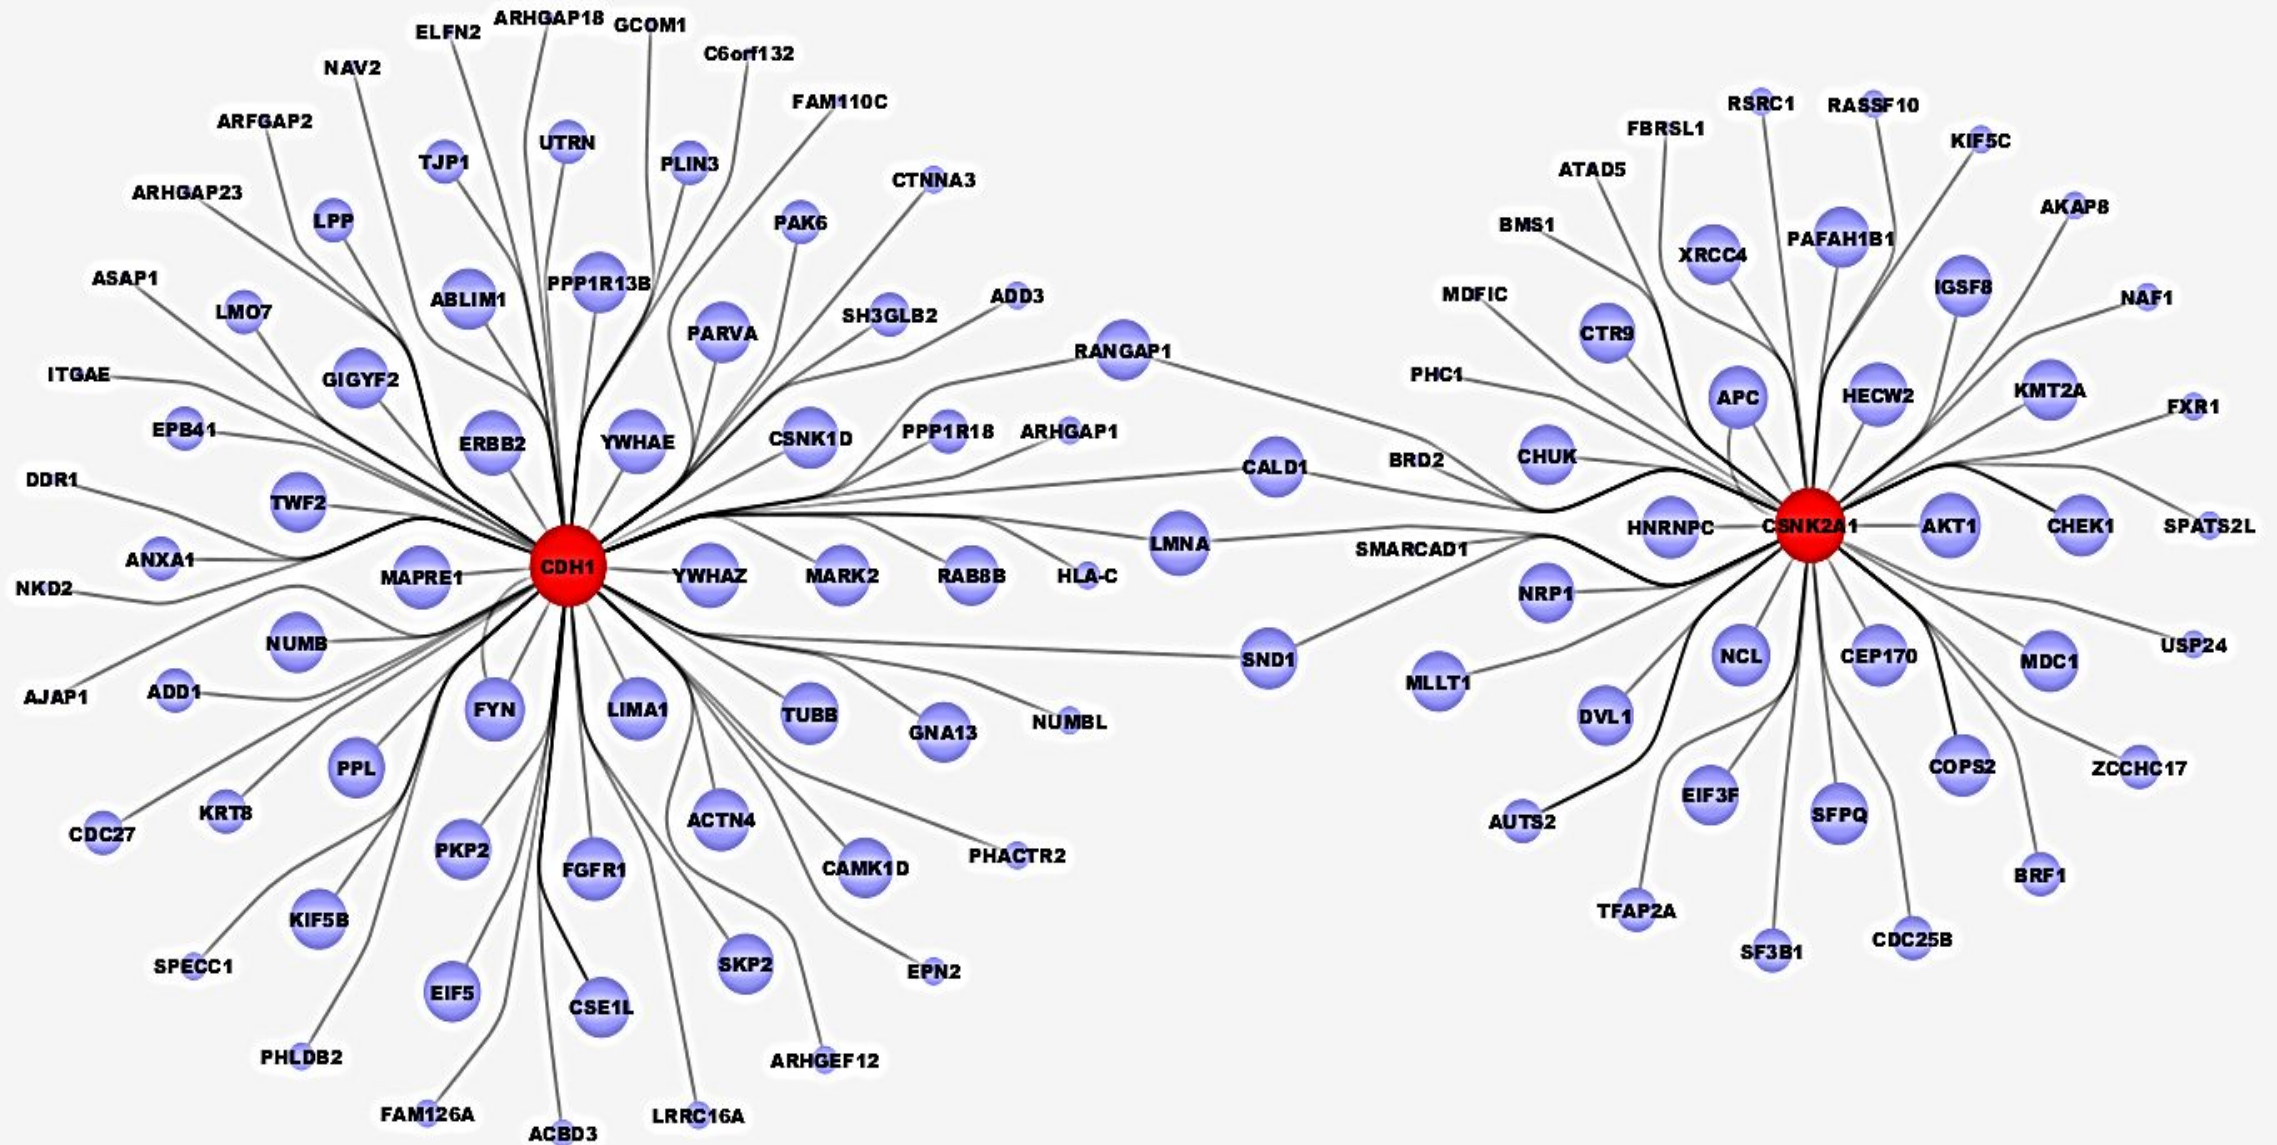 ARHGAP18
GCOM1
ELFN2
C6orf132
NAV2
FAM110C
ARFGAP2
UTRN
TJP1
PLIN3
CTNNA3
ARHGAP23
LPP
PAK6
ASAP1
LMO7
ABLIM1
PPP1R13B
PARVA
SH3GLB2
ADD3
RANGAP1
ITGAE
GIGYF2
EPB41
ERBB2
YWHAE
CSNK1D
PPP1R18
ARHGAP1
CALD1
DDR1
TWF2
ANXA1
MAPRE1
CDH1
YWHAZ
MARK2
RAB8B
HLA-C
LMNA
NKD2
NUMB
AJAP1
ADD1
FYN
LIMA1
TUBB
GNA13
NUMBL
SND1
PPL
KRT8
CDC27
PKP2
FGFR1
ACTN4
CAMK1D
PHACTR2
KIF5B
SPECC1
EIF5
CSE1L
SKP2
EPN2
PHLDB2
ARHGEF12
FAM126A
ACBD3
LRRC16A
RSRC1
RASSF10
FBRSL1
KIF5C
ATAD5
AKAP8
BMS1
XRCC4
PAFAH1B1
MDFIC
IGSF8
NAF1
CTR9
PHC1
APC
HECW2
KMT2A
FXR1
BRD2
CHUK
HNRNPC
CSNK2A1
AKT1
CHEK1
SPATS2L
SMARCAD1
NRP1
MLLT1
NCL
CEP170
MDC1
USP24
DVL1
COPS2
ZCCHC17
AUTS2
EIF3F
SFPQ
BRF1
TFAP2A
SF3B1
CDC25B